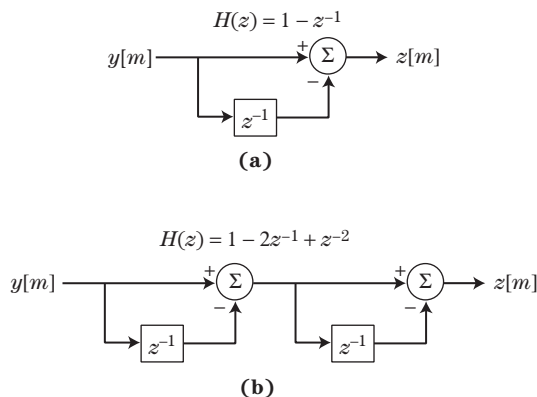 H(z) = 1 − z⁻¹
y[m] + Σ z[m]
−
z⁻¹
(a)
H(z) = 1 − 2z⁻¹ + z⁻²
y[m] + Σ + Σ z[m]
− −
z⁻¹ z⁻¹
(b)